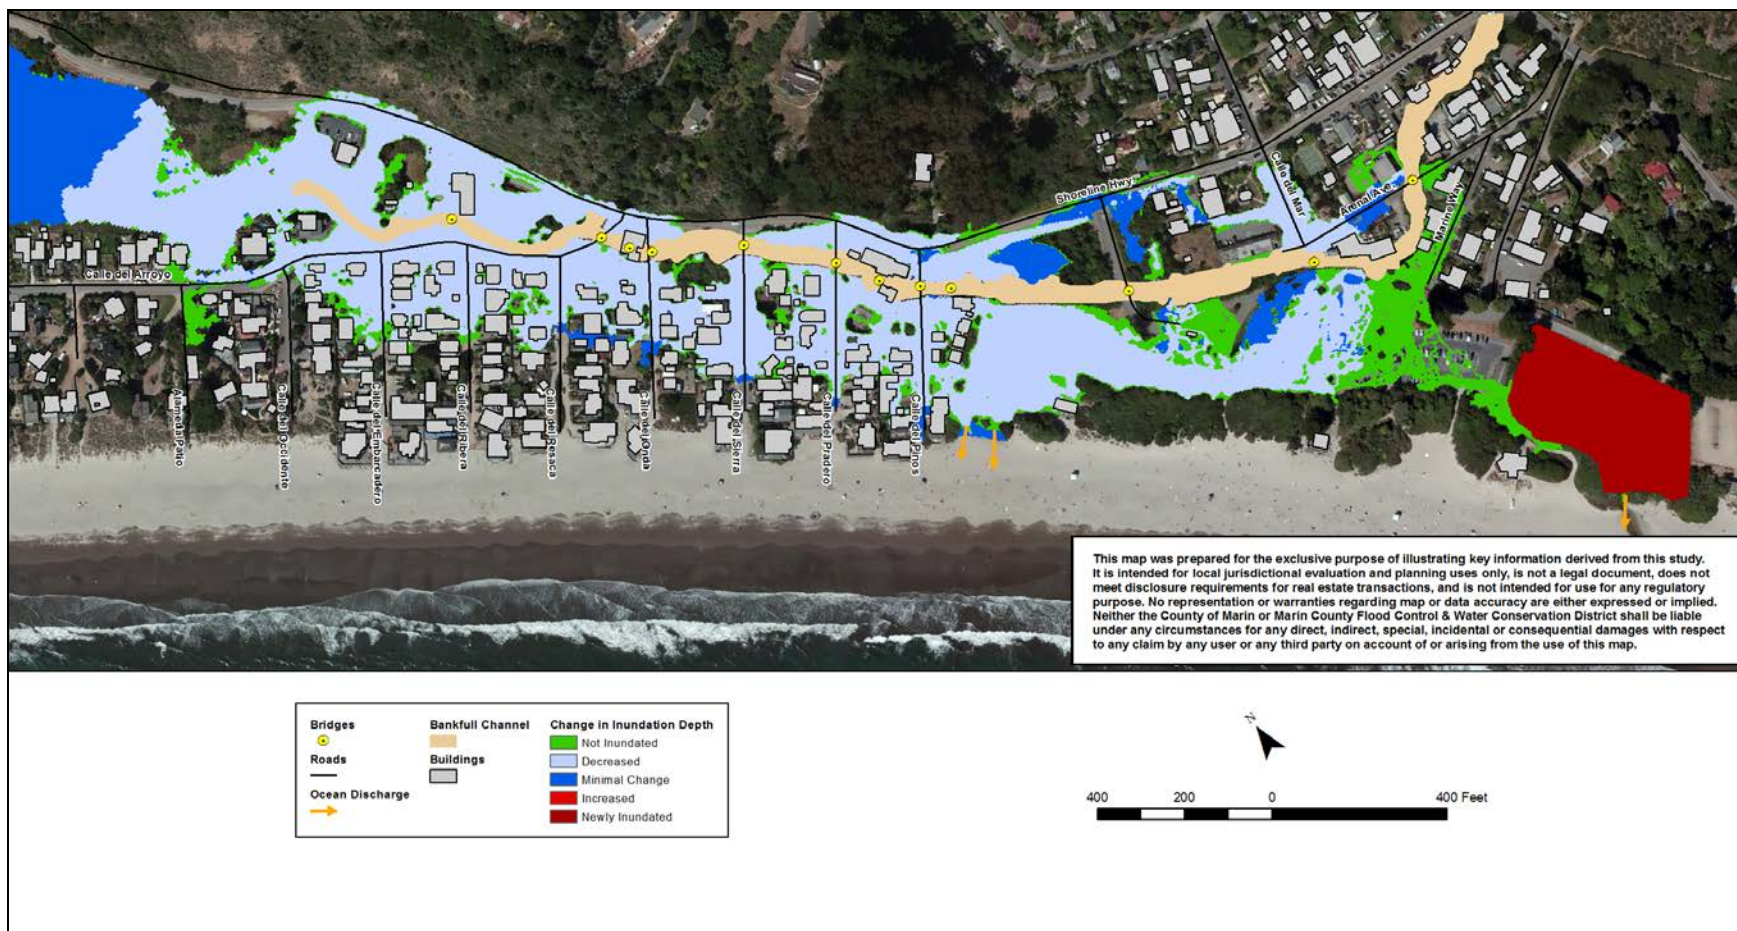 Shoreline Hwy.
Calle del Mar
Arenal Ave.
Marine Way
Calle del Arroyo
Alameda Patio
Calle del Occidente
Calle del Embarcadero
Calle del Ribera
Calle del Resaca
Calle del Onda
Calle del Sierra
Calle del Pradero
Calle del Pinos
This map was prepared for the exclusive purpose of illustrating key information derived from this study.
It is intended for local jurisdictional evaluation and planning uses only, is not a legal document, does not
meet disclosure requirements for real estate transactions, and is not intended for use for any regulatory
purpose. No representation or warranties regarding map or data accuracy are either expressed or implied.
Neither the County of Marin or Marin County Flood Control & Water Conservation District shall be liable
under any circumstances for any direct, indirect, special, incidental or consequential damages with respect
to any claim by any user or any third party on account of or arising from the use of this map.
Bridges
Roads
Ocean Discharge
Bankfull Channel
Buildings
Change in Inundation Depth
Not Inundated
Decreased
Minimal Change
Increased
Newly Inundated
N
400 200 0 400 Feet